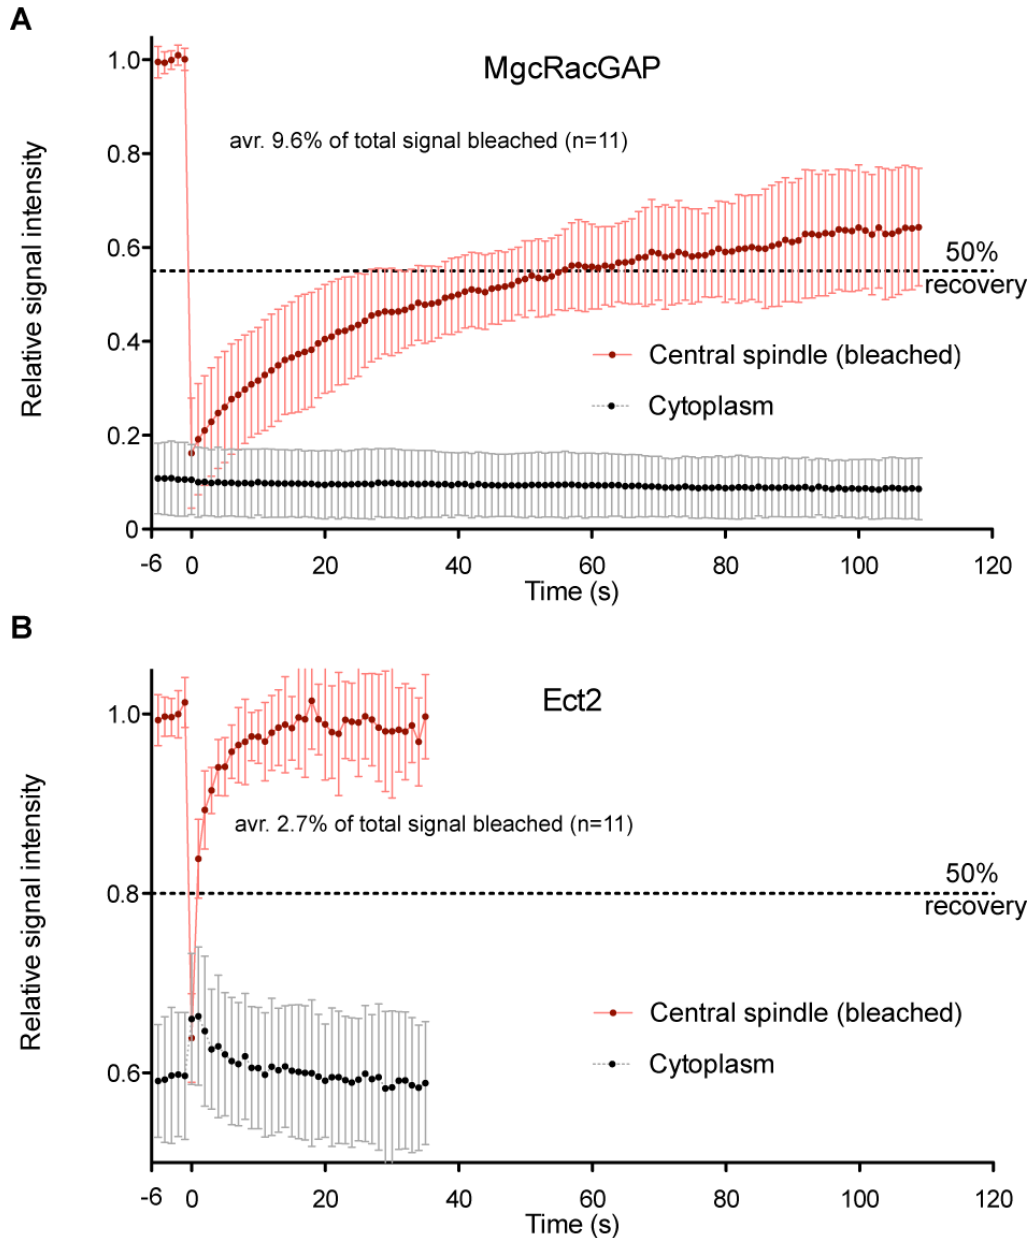 A
MgcRacGAP
avr. 9.6% of total signal bleached (n=11)
Relative signal intensity
1.0
0.8
0.6
0.4
0.2
0
50%
recovery
Central spindle (bleached)
Cytoplasm
-6 0 20 40 60 80 100 120
Time (s)
B
Ect2
avr. 2.7% of total signal bleached (n=11)
Relative signal intensity
1.0
0.8
0.6
50%
recovery
Central spindle (bleached)
Cytoplasm
-6 0 20 40 60 80 100 120
Time (s)